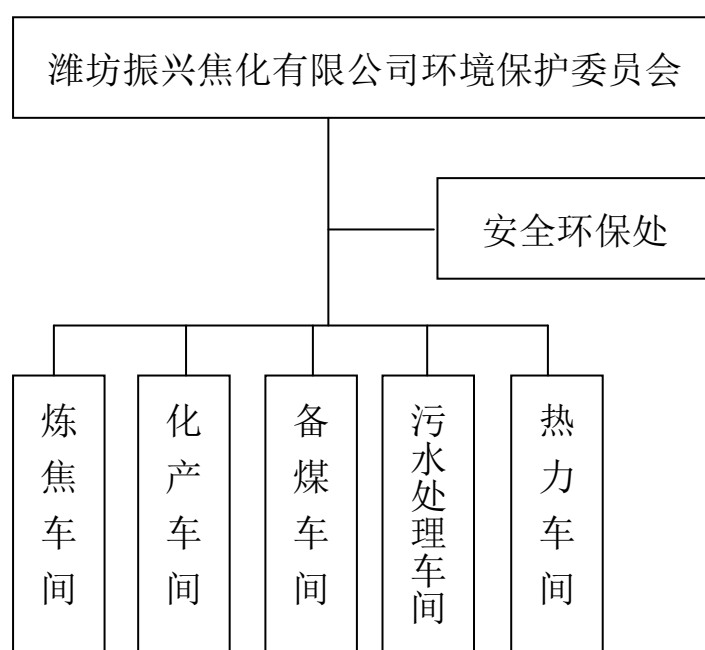 潍坊振兴焦化有限公司环境保护委员会
安全环保处
炼焦车间
化产车间
备煤车间
污水处理车间
热力车间